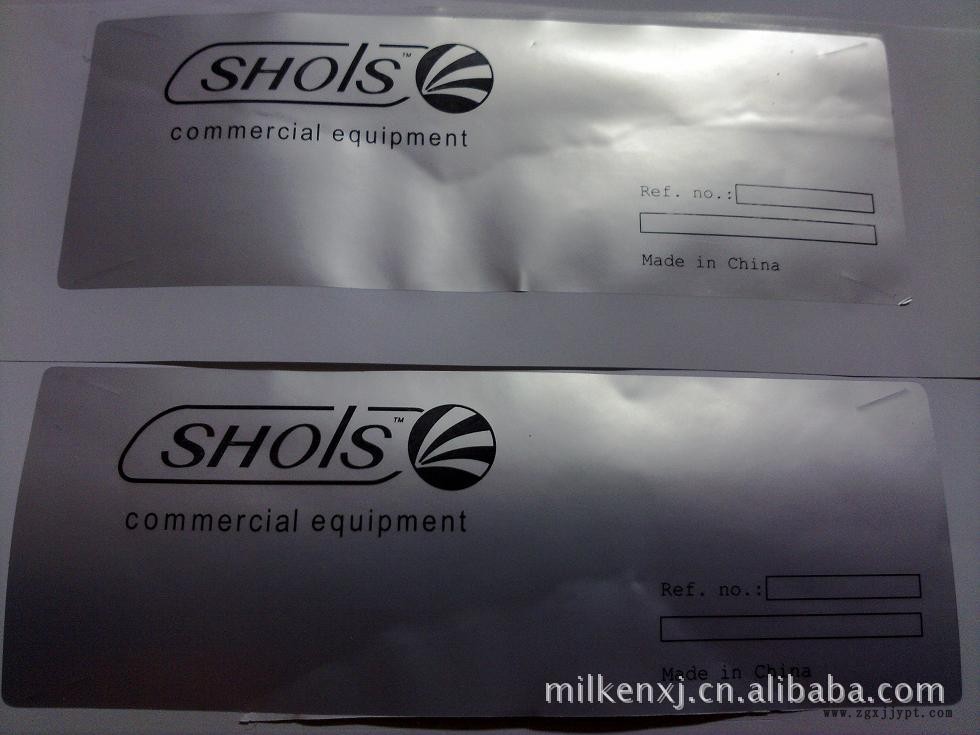 SHOlS™
commercial equipment
Ref. no.:
Made in China
SHOlS™
commercial equipment
Ref. no.:
Made in China
milkenxj.cn.alibaba.com
www.zgxjjypt.com